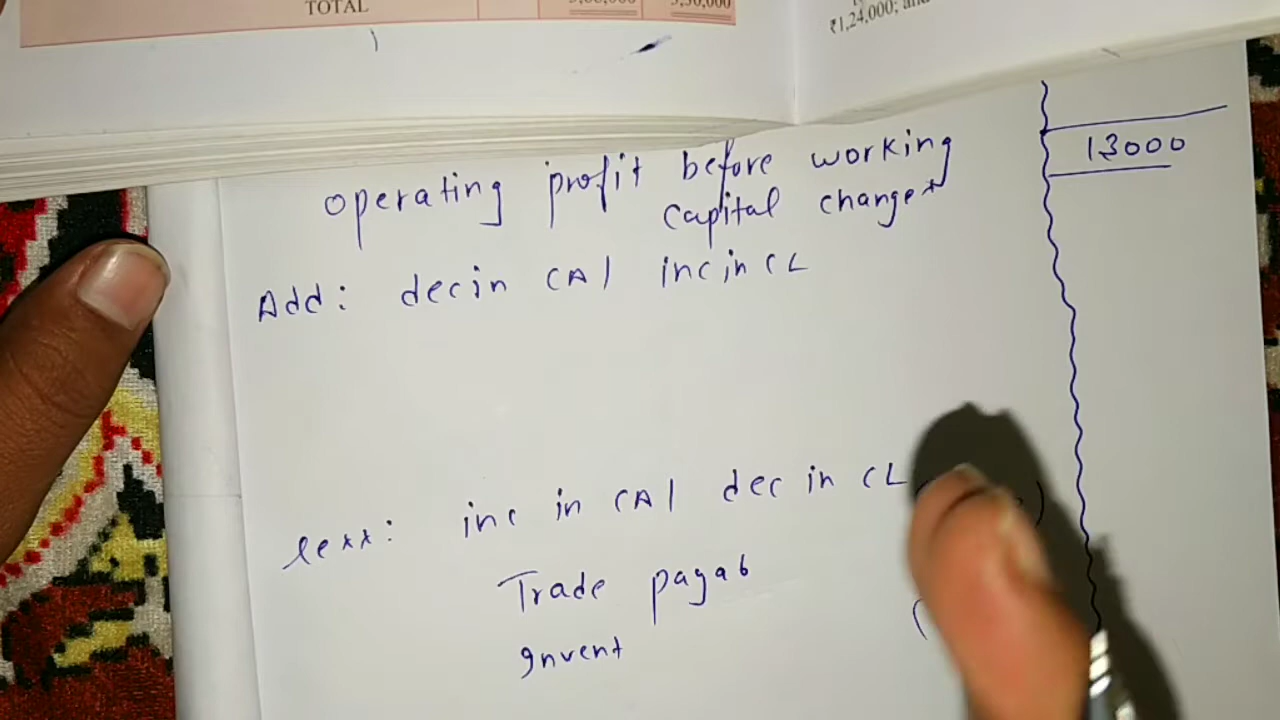 TOTAL
₹1,24,000; and
13000
operating profit before working
capital changes
Add: dec in CA / inc in CL
less: inc in CA / dec in CL
Trade payab
Invent